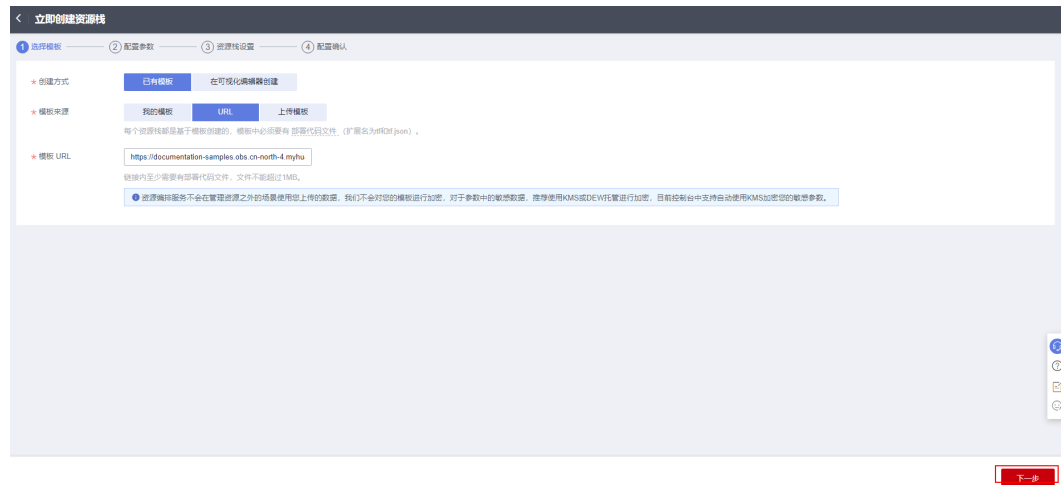 立即创建资源栈
1 选择模板 2 配置参数 3 资源栈设置 4 配置确认
* 创建方式 已有模板 在可视化编辑器创建
* 模板来源 我的模板 URL 上传模板
每个资源栈都是基于模板创建的，模板中必须要有 部署代码文件 （扩展名为tf或tf.json）。
* 模板 URL https://documentation-samples.obs.cn-north-4.myhu
链接内至少需要有部署代码文件，文件不能超过1MB。
资源编排服务不会在管理资源之外的场景使用您上传的数据，我们不会对您的模板进行加密，对于参数中的敏感数据，推荐使用KMS或DEW托管进行加密，目前控制台中支持自动使用KMS加密您的敏感参数。
下一步